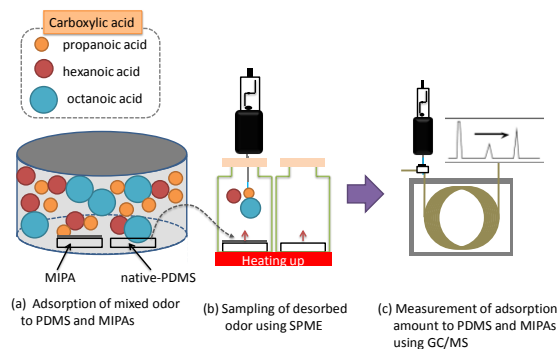 Carboxylic acid
propanoic acid
hexanoic acid
octanoic acid
MIPA
native-PDMS
Heating up
(a) Adsorption of mixed odor
to PDMS and MIPAs
(b) Sampling of desorbed
odor using SPME
(c) Measurement of adsorption
amount to PDMS and MIPAs
using GC/MS